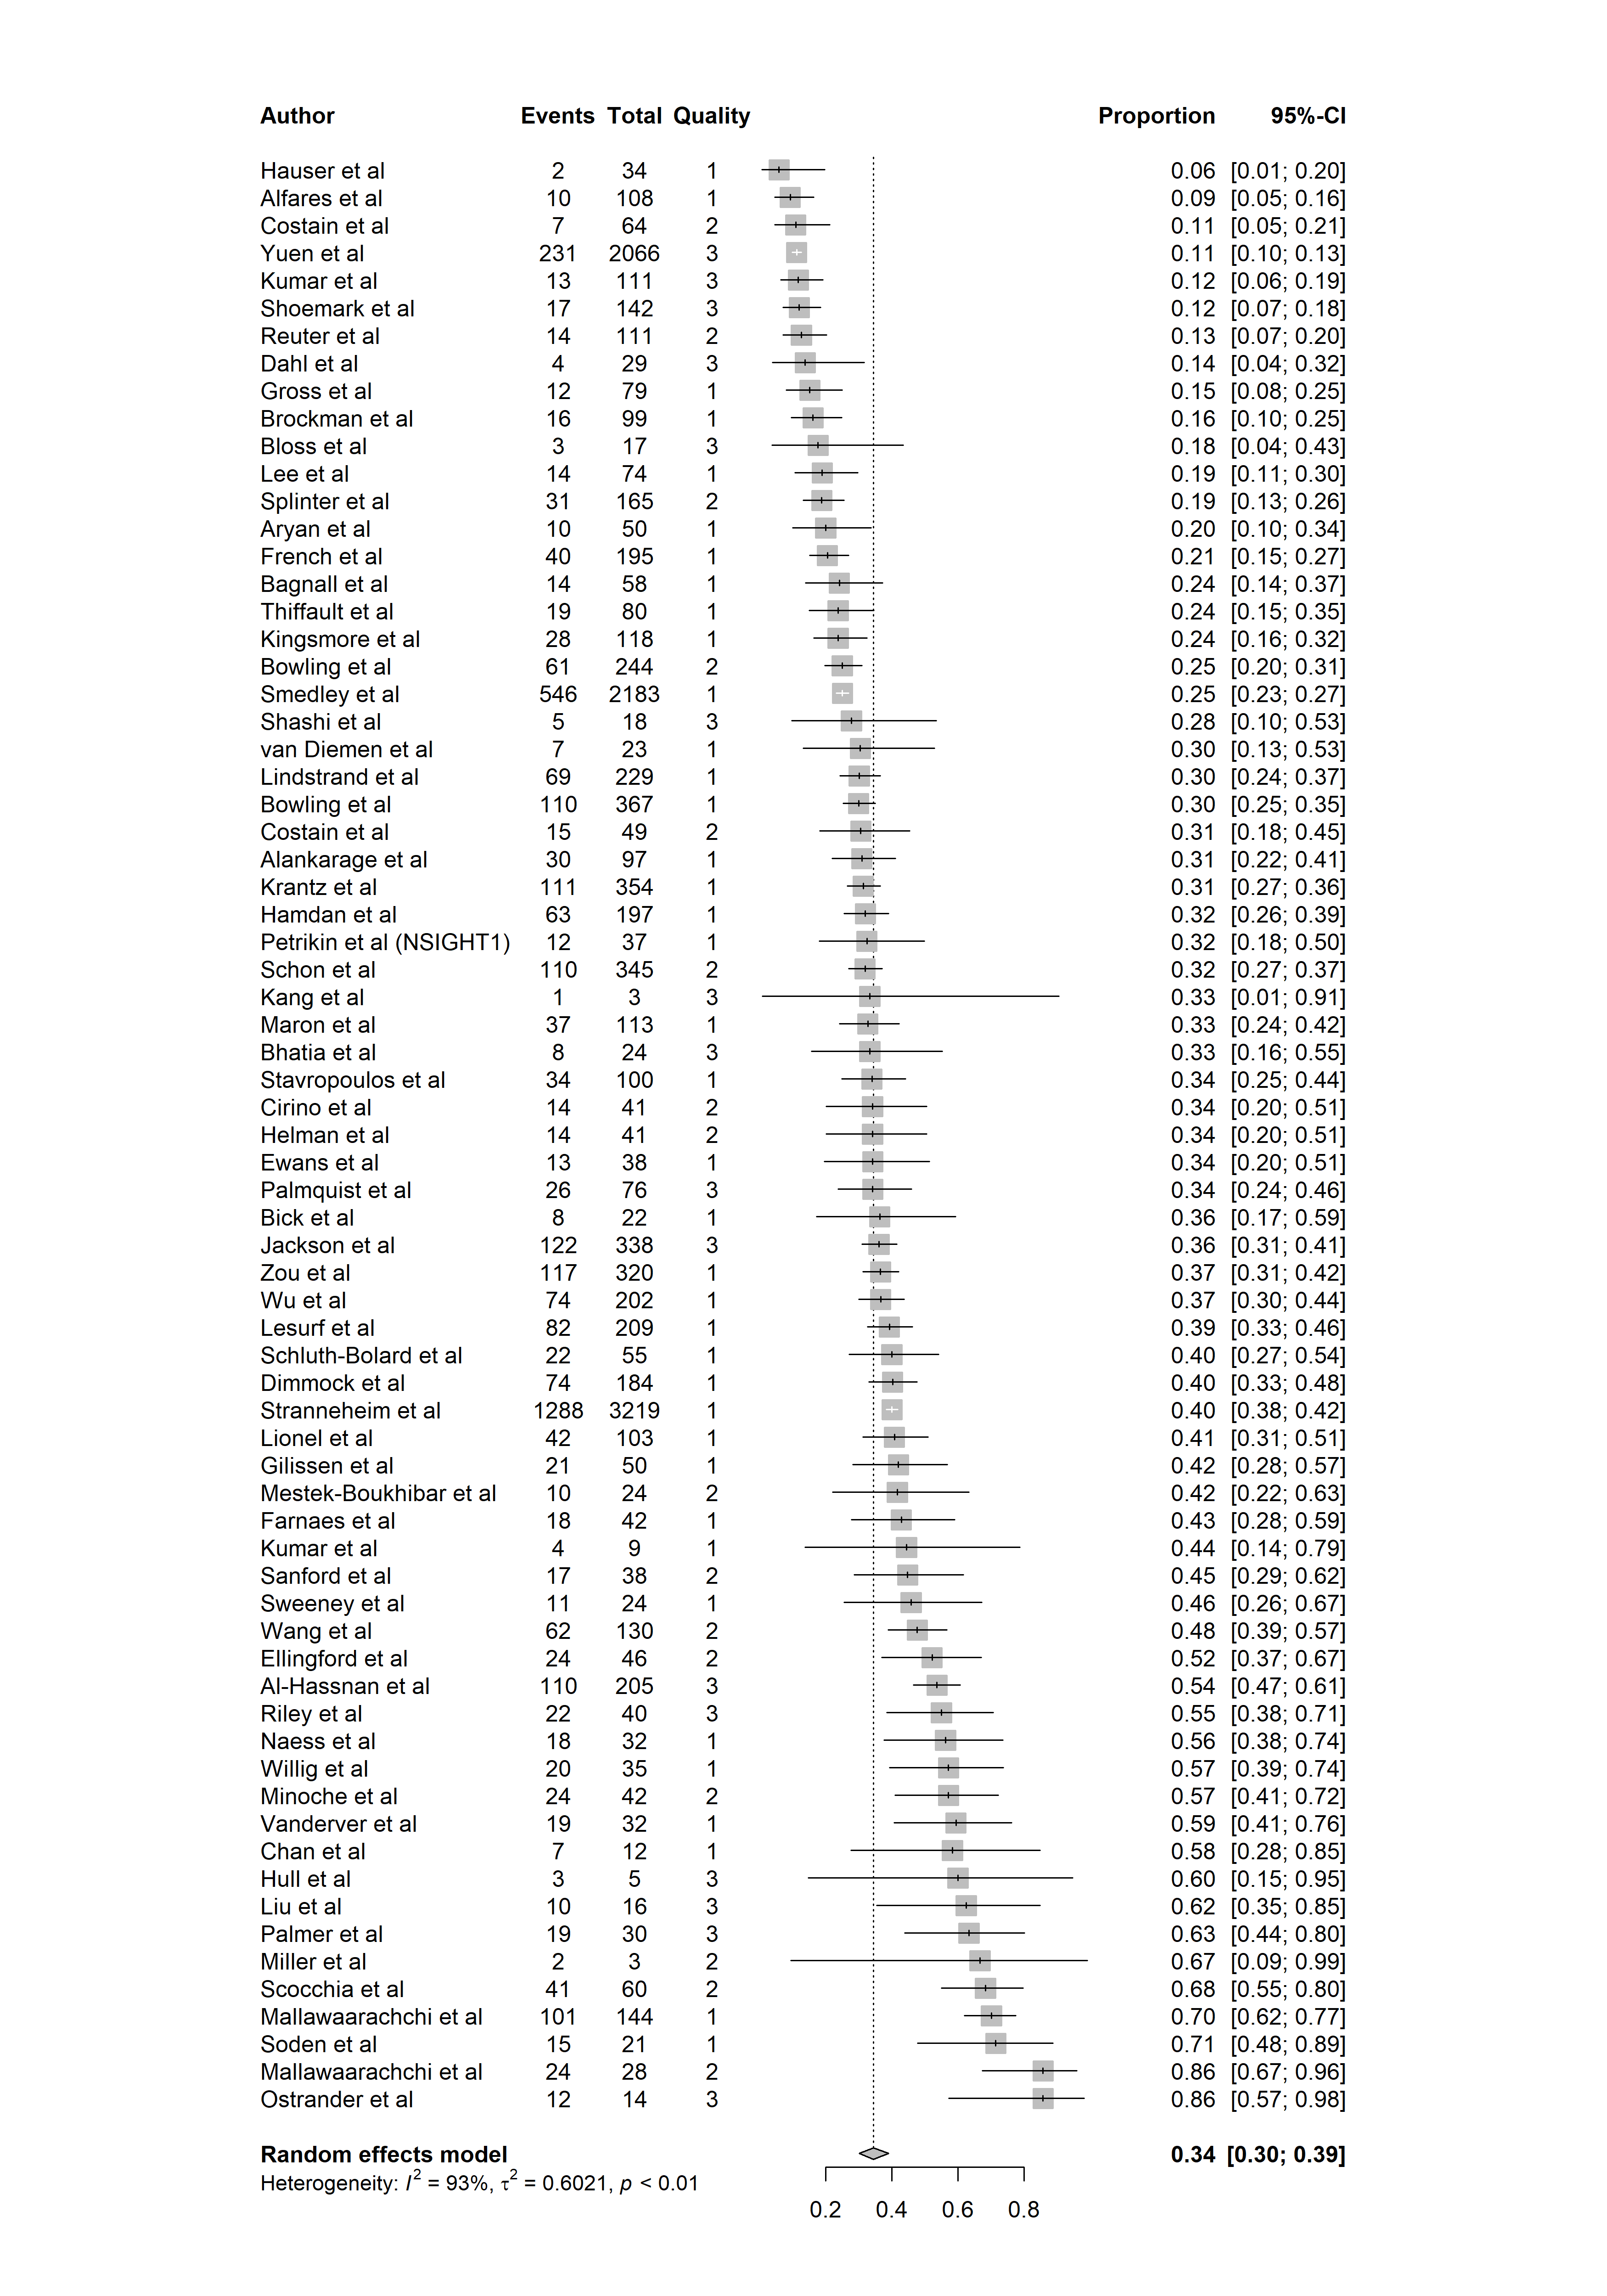 Author Events Total Quality Proportion 95%-CI
Hauser et al 2 34 1 0.06 [0.01; 0.20]
Alfares et al 10 108 1 0.09 [0.05; 0.16]
Costain et al 7 64 2 0.11 [0.05; 0.21]
Yuen et al 231 2066 3 0.11 [0.10; 0.13]
Kumar et al 13 111 3 0.12 [0.06; 0.19]
Shoemark et al 17 142 3 0.12 [0.07; 0.18]
Reuter et al 14 111 2 0.13 [0.07; 0.20]
Dahl et al 4 29 3 0.14 [0.04; 0.32]
Gross et al 12 79 1 0.15 [0.08; 0.25]
Brockman et al 16 99 1 0.16 [0.10; 0.25]
Bloss et al 3 17 3 0.18 [0.04; 0.43]
Lee et al 14 74 1 0.19 [0.11; 0.30]
Splinter et al 31 165 2 0.19 [0.13; 0.26]
Aryan et al 10 50 1 0.20 [0.10; 0.34]
French et al 40 195 1 0.21 [0.15; 0.27]
Bagnall et al 14 58 1 0.24 [0.14; 0.37]
Thiffault et al 19 80 1 0.24 [0.15; 0.35]
Kingsmore et al 28 118 1 0.24 [0.16; 0.32]
Bowling et al 61 244 2 0.25 [0.20; 0.31]
Smedley et al 546 2183 1 0.25 [0.23; 0.27]
Shashi et al 5 18 3 0.28 [0.10; 0.53]
van Diemen et al 7 23 1 0.30 [0.13; 0.53]
Lindstrand et al 69 229 1 0.30 [0.24; 0.37]
Bowling et al 110 367 1 0.30 [0.25; 0.35]
Costain et al 15 49 2 0.31 [0.18; 0.45]
Alankarage et al 30 97 1 0.31 [0.22; 0.41]
Krantz et al 111 354 1 0.31 [0.27; 0.36]
Hamdan et al 63 197 1 0.32 [0.26; 0.39]
Petrikin et al (NSIGHT1) 12 37 1 0.32 [0.18; 0.50]
Schon et al 110 345 2 0.32 [0.27; 0.37]
Kang et al 1 3 3 0.33 [0.01; 0.91]
Maron et al 37 113 1 0.33 [0.24; 0.42]
Bhatia et al 8 24 3 0.33 [0.16; 0.55]
Stavropoulos et al 34 100 1 0.34 [0.25; 0.44]
Cirino et al 14 41 2 0.34 [0.20; 0.51]
Helman et al 14 41 2 0.34 [0.20; 0.51]
Ewans et al 13 38 1 0.34 [0.20; 0.51]
Palmquist et al 26 76 3 0.34 [0.24; 0.46]
Bick et al 8 22 1 0.36 [0.17; 0.59]
Jackson et al 122 338 3 0.36 [0.31; 0.41]
Zou et al 117 320 1 0.37 [0.31; 0.42]
Wu et al 74 202 1 0.37 [0.30; 0.44]
Lesurf et al 82 209 1 0.39 [0.33; 0.46]
Schluth-Bolard et al 22 55 1 0.40 [0.27; 0.54]
Dimmock et al 74 184 1 0.40 [0.33; 0.48]
Stranneheim et al 1288 3219 1 0.40 [0.38; 0.42]
Lionel et al 42 103 1 0.41 [0.31; 0.51]
Gilissen et al 21 50 1 0.42 [0.28; 0.57]
Mestek-Boukhibar et al 10 24 2 0.42 [0.22; 0.63]
Farnaes et al 18 42 1 0.43 [0.28; 0.59]
Kumar et al 4 9 1 0.44 [0.14; 0.79]
Sanford et al 17 38 2 0.45 [0.29; 0.62]
Sweeney et al 11 24 1 0.46 [0.26; 0.67]
Wang et al 62 130 2 0.48 [0.39; 0.57]
Ellingford et al 24 46 2 0.52 [0.37; 0.67]
Al-Hassnan et al 110 205 3 0.54 [0.47; 0.61]
Riley et al 22 40 3 0.55 [0.38; 0.71]
Naess et al 18 32 1 0.56 [0.38; 0.74]
Willig et al 20 35 1 0.57 [0.39; 0.74]
Minoche et al 24 42 2 0.57 [0.41; 0.72]
Vanderver et al 19 32 1 0.59 [0.41; 0.76]
Chan et al 7 12 1 0.58 [0.28; 0.85]
Hull et al 3 5 3 0.60 [0.15; 0.95]
Liu et al 10 16 3 0.62 [0.35; 0.85]
Palmer et al 19 30 3 0.63 [0.44; 0.80]
Miller et al 2 3 2 0.67 [0.09; 0.99]
Scocchia et al 41 60 2 0.68 [0.55; 0.80]
Mallawaarachchi et al 101 144 1 0.70 [0.62; 0.77]
Soden et al 15 21 1 0.71 [0.48; 0.89]
Mallawaarachchi et al 24 28 2 0.86 [0.67; 0.96]
Ostrander et al 12 14 3 0.86 [0.57; 0.98]
Random effects model 0.34 [0.30; 0.39]
Heterogeneity: I² = 93%, τ² = 0.6021, p < 0.01
0.2 0.4 0.6 0.8